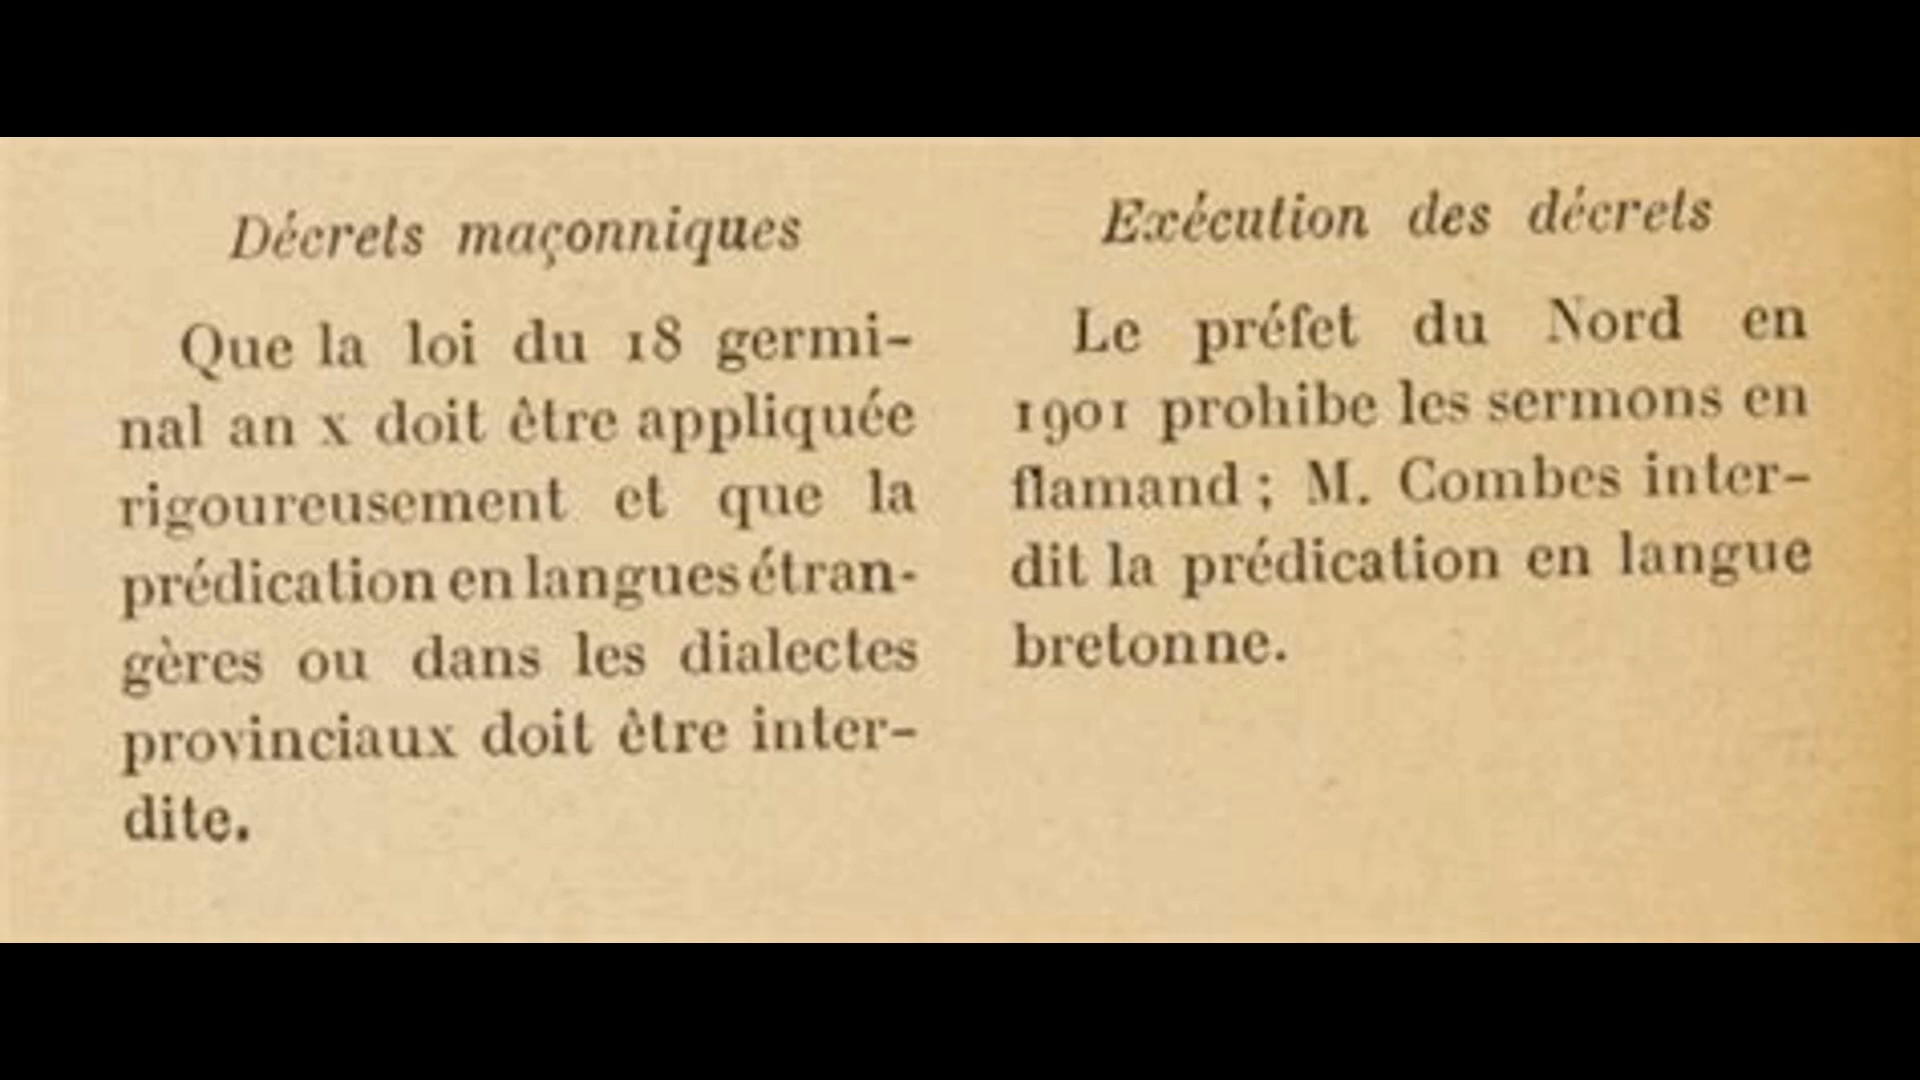 Décrets maçonniques
Que la loi du 18 germi-
nal an x doit être appliquée
rigoureusement et que la
prédication en langues étran-
gères ou dans les dialectes
provinciaux doit être inter-
dite.
Exécution des décrets
Le préfet du Nord en
1901 prohibe les sermons en
flamand ; M. Combes inter-
dit la prédication en langue
bretonne.